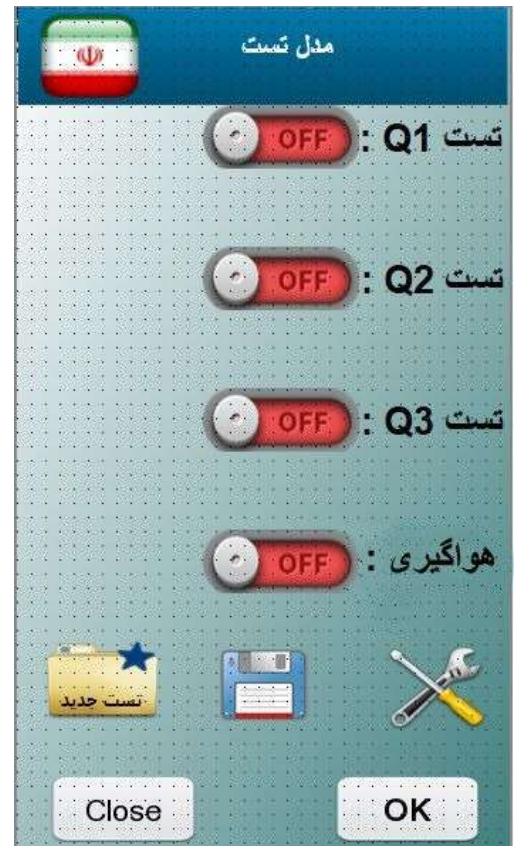 مدل تست
تست Q1 : OFF
تست Q2 : OFF
تست Q3 : OFF
هواگیری : OFF
تست جدید
Close OK